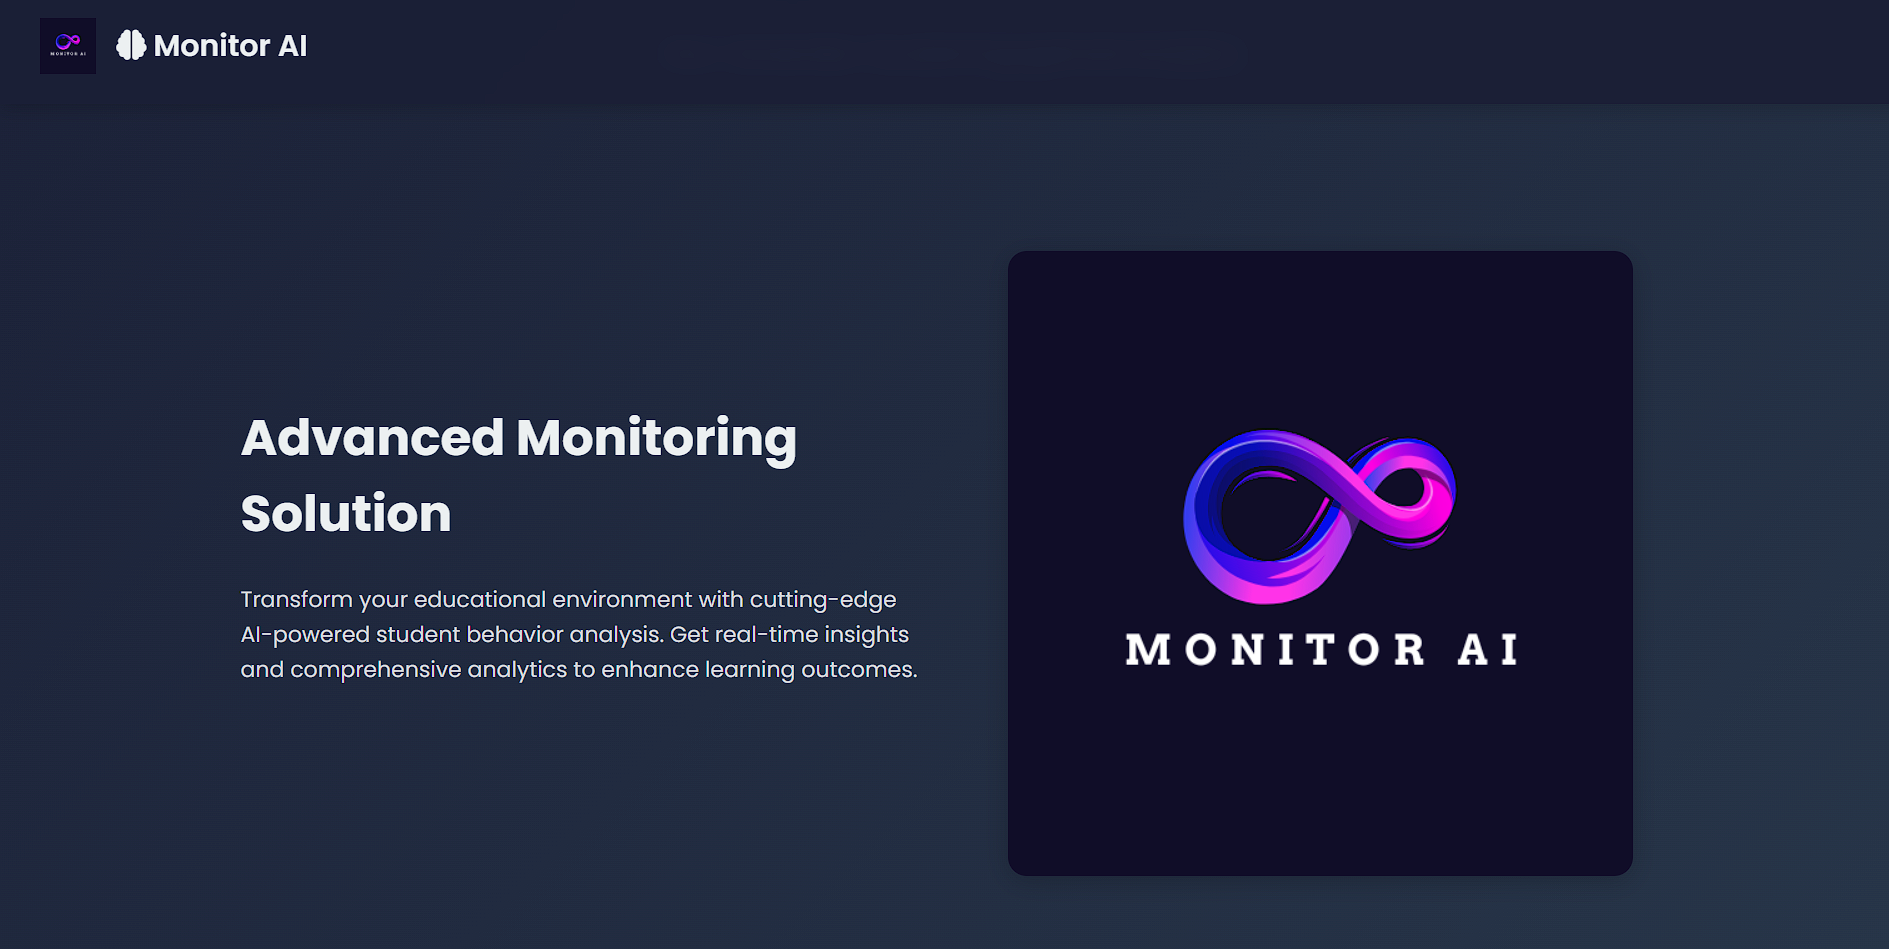 MONITOR AI
Monitor AI
Advanced Monitoring
Solution
Transform your educational environment with cutting-edge
AI-powered student behavior analysis. Get real-time insights
and comprehensive analytics to enhance learning outcomes.
MONITOR AI